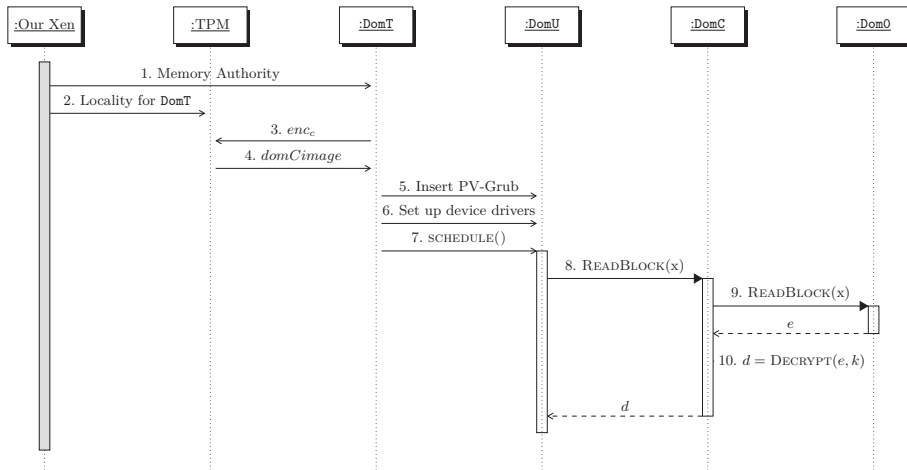 :Our Xen
:TPM
:DomT
:DomU
:DomC
:Dom0
1. Memory Authority
2. Locality for DomT
3. enc_c
4. domCimage
5. Insert PV-Grub
6. Set up device drivers
7. SCHEDULE()
8. READBLOCK(x)
9. READBLOCK(x)
e
10. d = DECRYPT(e, k)
d